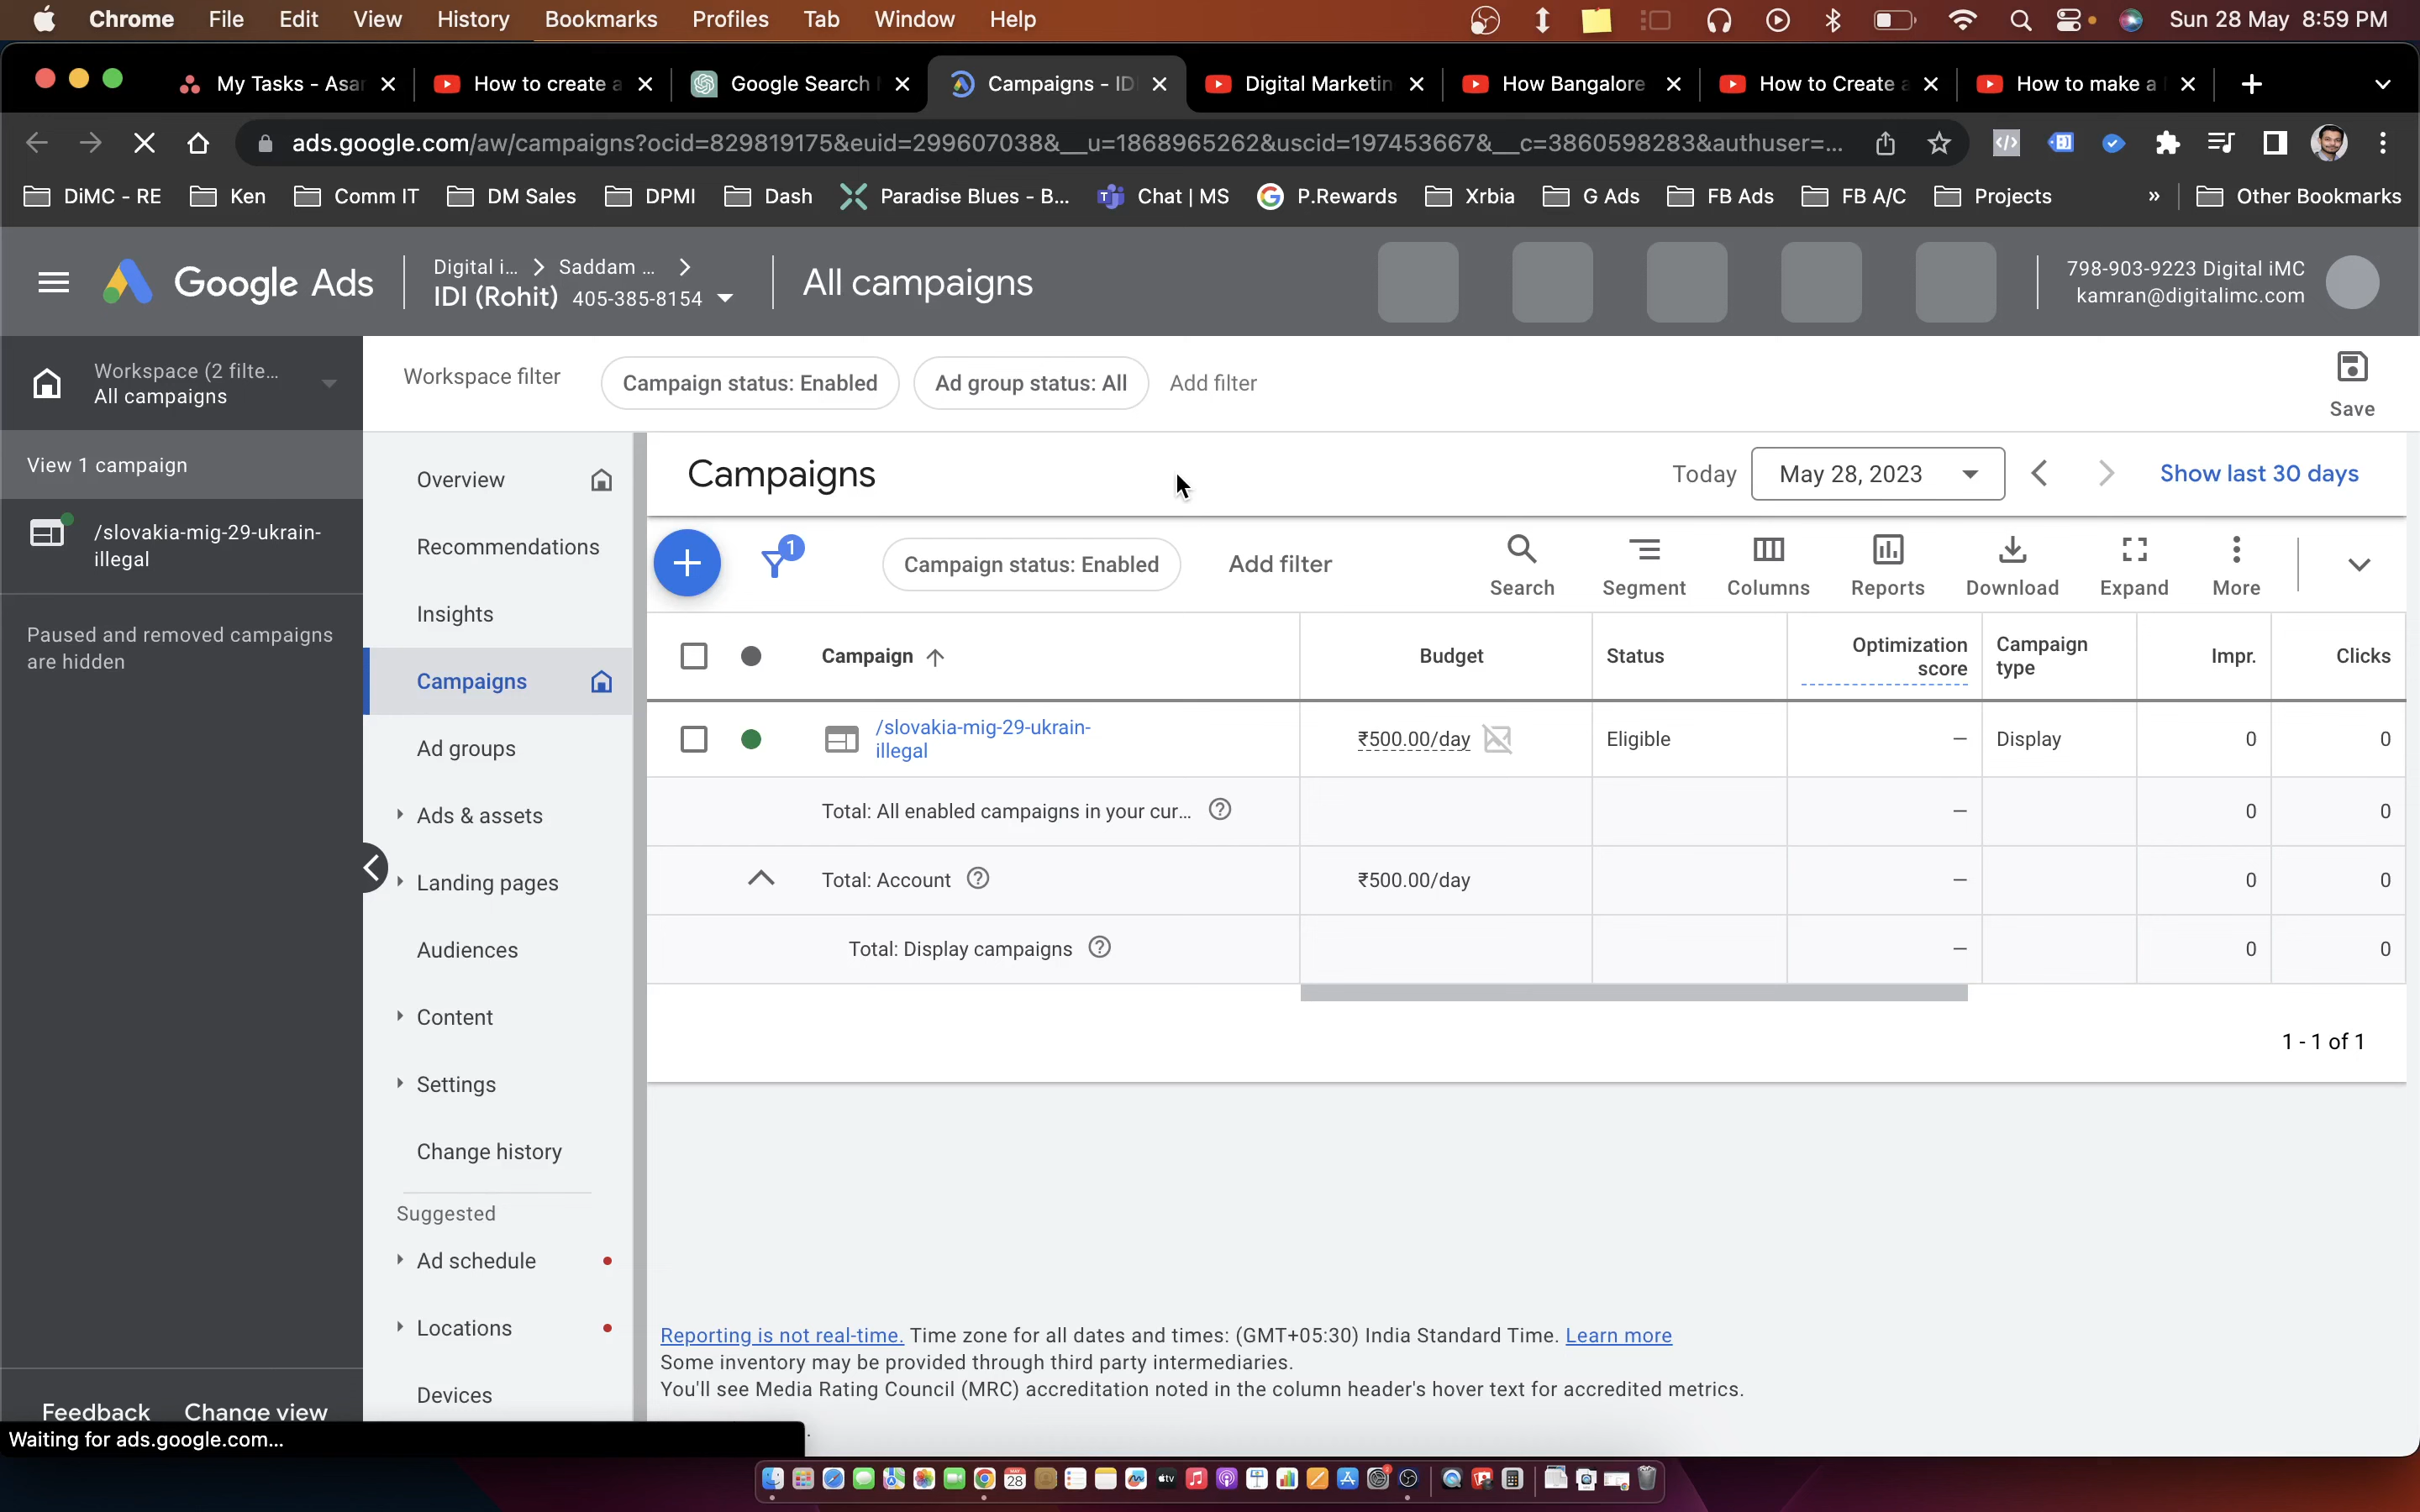 Chrome File Edit View History Bookmarks Profiles Tab Window Help Sun 28 May 8:59 PM
My Tasks - Asar How to create a Google Search Campaigns - ID Digital Marketin How Bangalore How to Create a How to make a
ads.google.com/aw/campaigns?ocid=829819175&euid=299607038&__u=1868965262&uscid=197453667&__c=3860598283&authuser=...
DiMC - RE Ken Comm IT DM Sales DPMI Dash Paradise Blues - B... Chat | MS P.Rewards Xrbia G Ads FB Ads FB A/C Projects » Other Bookmarks
Google Ads
Digital i... > Saddam ... >
IDI (Rohit) 405-385-8154
All campaigns
798-903-9223 Digital iMC
kamran@digitalimc.com
Workspace (2 filte...
All campaigns
View 1 campaign
/slovakia-mig-29-ukrain-
illegal
Paused and removed campaigns
are hidden
Feedback Change view
Waiting for ads.google.com...
Workspace filter Campaign status: Enabled Ad group status: All Add filter Save
Overview
Recommendations
Insights
Campaigns
Ad groups
Ads & assets
Landing pages
Audiences
Content
Settings
Change history
Suggested
Ad schedule
Locations
Devices
Campaigns Today May 28, 2023 Show last 30 days
1 Campaign status: Enabled Add filter Search Segment Columns Reports Download Expand More
Campaign Budget Status Optimization score Campaign type Impr. Clicks
/slovakia-mig-29-ukrain-
illegal
₹500.00/day Eligible — Display 0 0
Total: All enabled campaigns in your cur... — 0 0
Total: Account ₹500.00/day — 0 0
Total: Display campaigns — 0 0
1 - 1 of 1
Reporting is not real-time. Time zone for all dates and times: (GMT+05:30) India Standard Time. Learn more
Some inventory may be provided through third party intermediaries.
You'll see Media Rating Council (MRC) accreditation noted in the column header's hover text for accredited metrics.